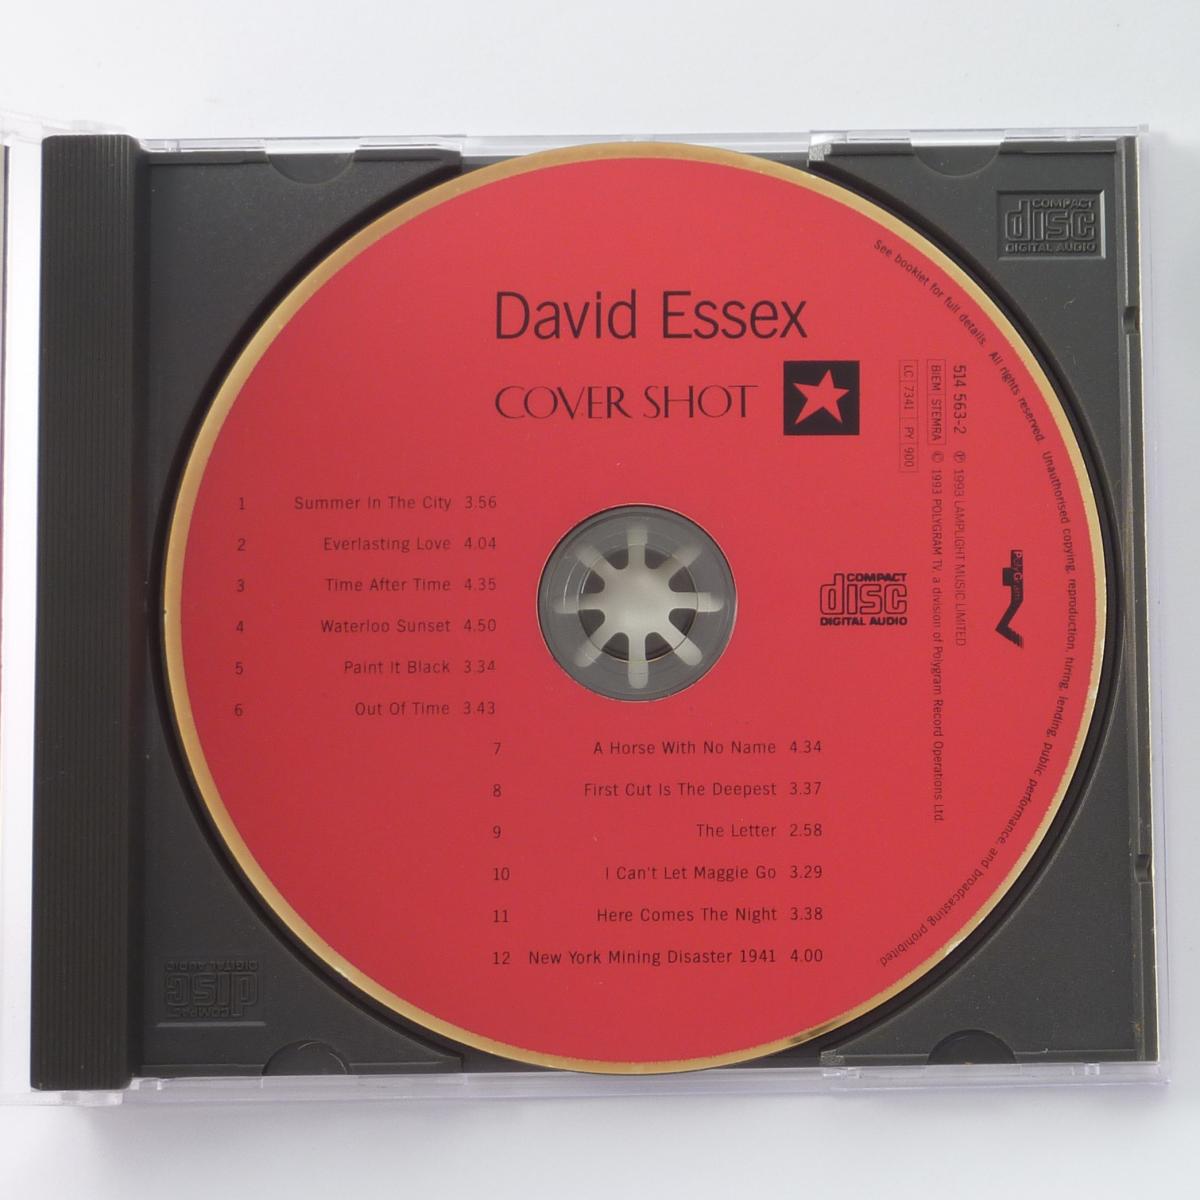 David Essex
COVER SHOT
1 Summer In The City 3.56
2 Everlasting Love 4.04
3 Time After Time 4.35
4 Waterloo Sunset 4.50
5 Paint It Black 3.34
6 Out Of Time 3.43
7 A Horse With No Name 4.34
8 First Cut Is The Deepest 3.37
9 The Letter 2.58
10 I Can't Let Maggie Go 3.29
11 Here Comes The Night 3.38
12 New York Mining Disaster 1941 4.00
COMPACT
disc
DIGITAL AUDIO
514 563-2 ℗ 1993 LAMPLIGHT MUSIC LIMITED
BIEM STEMRA © 1993 POLYGRAM TV, a division of Polygram Record Operations Ltd.
LC 7341 PY 900
PolyGram TV
See booklet for full details. All rights reserved. Unauthorised copying, reproduction, hiring, lending, public performance, and broadcasting prohibited.
COMPACT
disc
DIGITAL AUDIO
COMPACT
disc
DIGITAL AUDIO